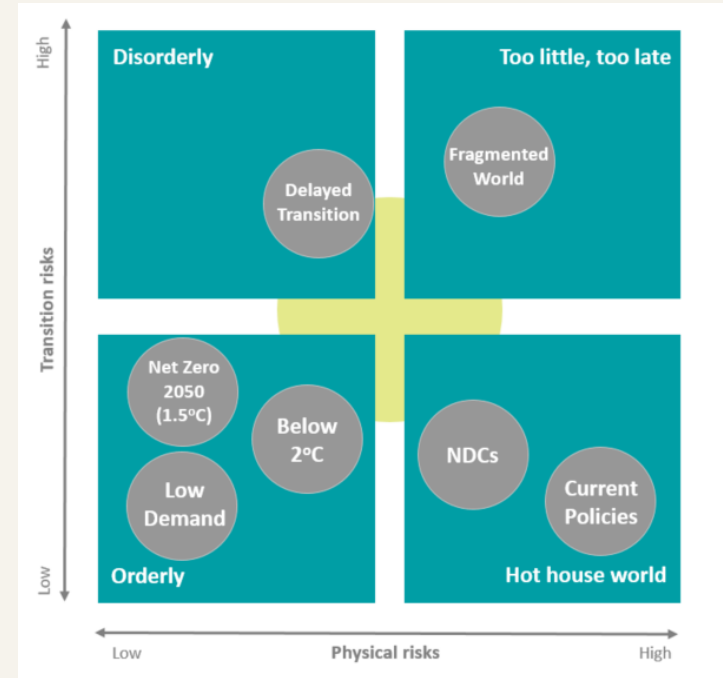 High
Disorderly
Too little, too late
Fragmented
World
Delayed
Transition
Transition risks
Net Zero
2050
(1.5°C)
Below
2°C
NDCs
Low
Demand
Current
Policies
Low
Orderly
Hot house world
Low
Physical risks
High